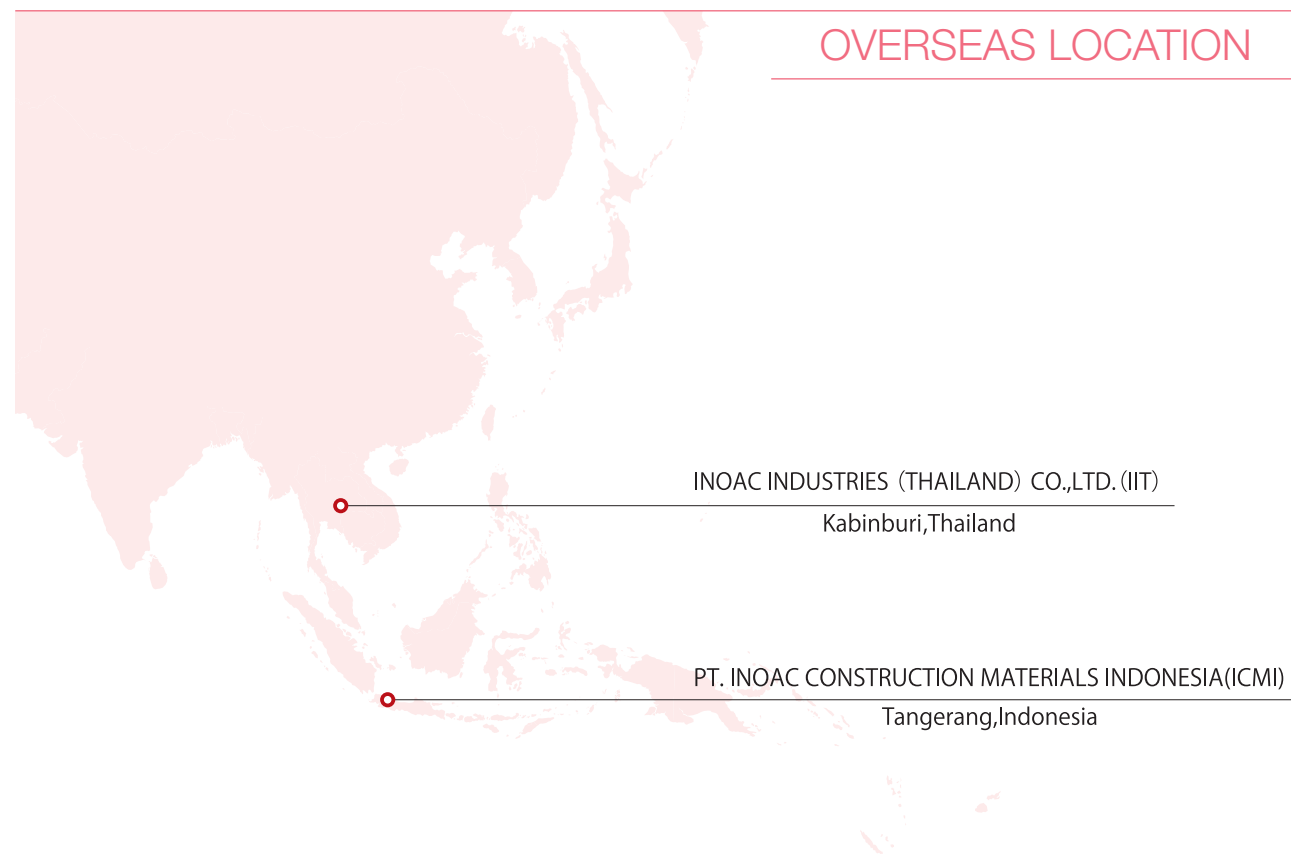 OVERSEAS LOCATION
INOAC INDUSTRIES （THAILAND） CO.,LTD.（IIT）
Kabinburi,Thailand
PT. INOAC CONSTRUCTION MATERIALS INDONESIA(ICMI)
Tangerang,Indonesia